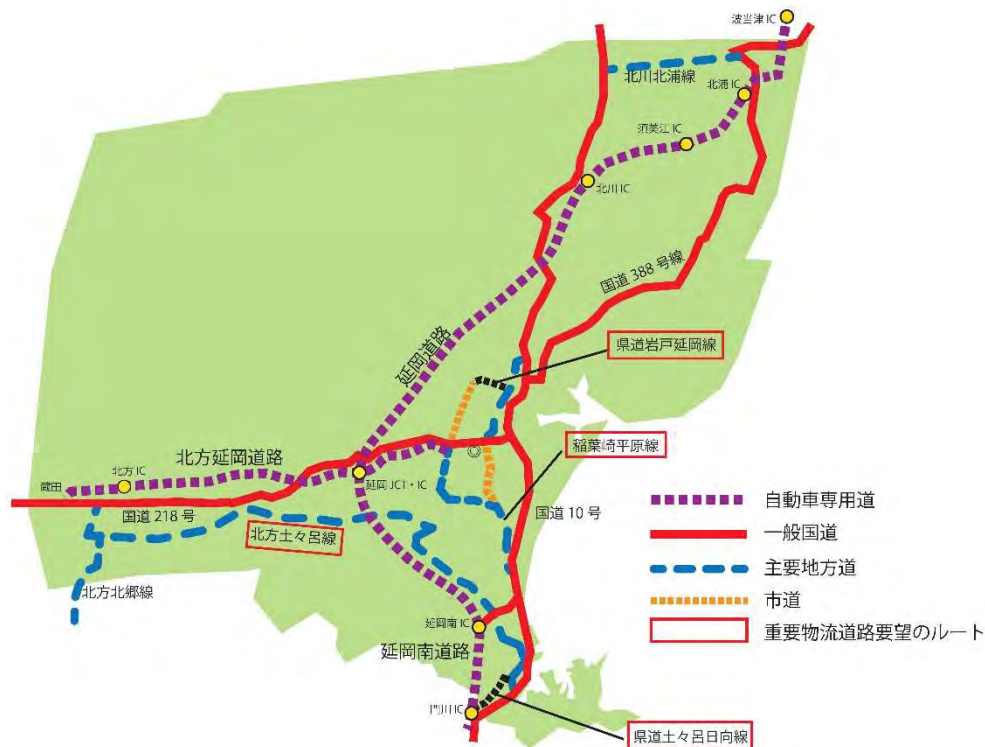 波当津 IC
北川北浦線
北浦 IC
須美江 IC
北川 IC
国道 388 号線
県道岩戸延岡線
延岡道路
稲葉崎平原線
北方延岡道路
北方 IC
蔵田
延岡 JCT・IC
国道 218 号
国道 10 号
北方土々呂線
北方北郷線
延岡南 IC
延岡南道路
門川 IC
県道土々呂日向線
自動車専用道
一般国道
主要地方道
市道
重要物流道路要望のルート